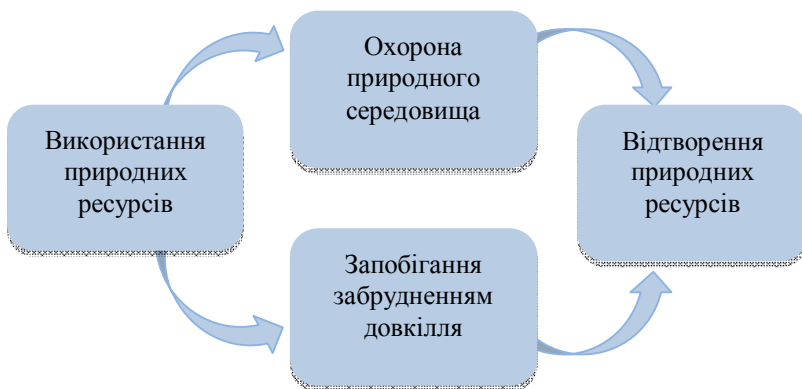 Використання
природних
ресурсів
Охорона
природного
середовища
Запобігання
забрудненням
довкілля
Відтворення
природних
ресурсів